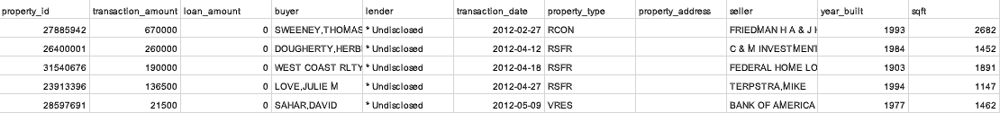 property_id transaction_amount loan_amount buyer lender transaction_date property_type property_address seller year_built sqft
27885942 670000 0 SWEENEY,THOMAS * Undisclosed 2012-02-27 RCON FRIEDMAN H A & J H 1993 2682
26400001 260000 0 DOUGHERTY,HERB * Undisclosed 2012-04-12 RSFR C & M INVESTMENT 1984 1452
31540676 190000 0 WEST COAST RLTY * Undisclosed 2012-04-18 RSFR FEDERAL HOME LO 1903 1891
23913396 136500 0 LOVE,JULIE M * Undisclosed 2012-04-27 RSFR TERPSTRA,MIKE 1994 1147
28597691 21500 0 SAHAR,DAVID * Undisclosed 2012-05-09 VRES BANK OF AMERICA 1977 1462